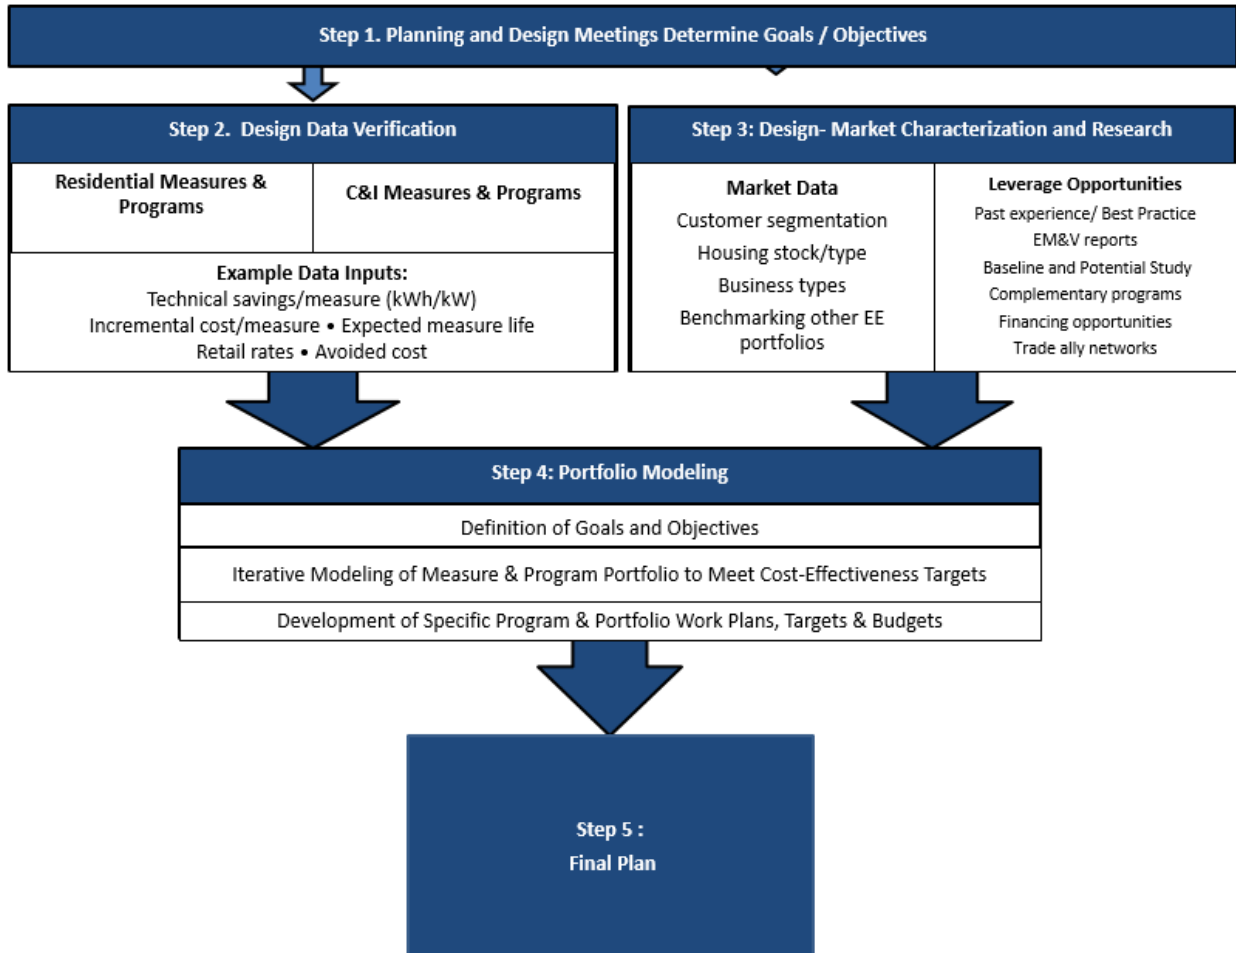 Step 1. Planning and Design Meetings Determine Goals / Objectives
Step 2.  Design Data Verification
Residential Measures &
Programs
C&I Measures & Programs
Example Data Inputs:
Technical savings/measure (kWh/kW)
Incremental cost/measure • Expected measure life
Retail rates • Avoided cost
Step 3: Design- Market Characterization and Research
Market Data
Customer segmentation
Housing stock/type
Business types
Benchmarking other EE
portfolios
Leverage Opportunities
Past experience/ Best Practice
EM&V reports
Baseline and Potential Study
Complementary programs
Financing opportunities
Trade ally networks
Step 4: Portfolio Modeling
Definition of Goals and Objectives
Iterative Modeling of Measure & Program Portfolio to Meet Cost-Effectiveness Targets
Development of Specific Program & Portfolio Work Plans, Targets & Budgets
Step 5 :
Final Plan